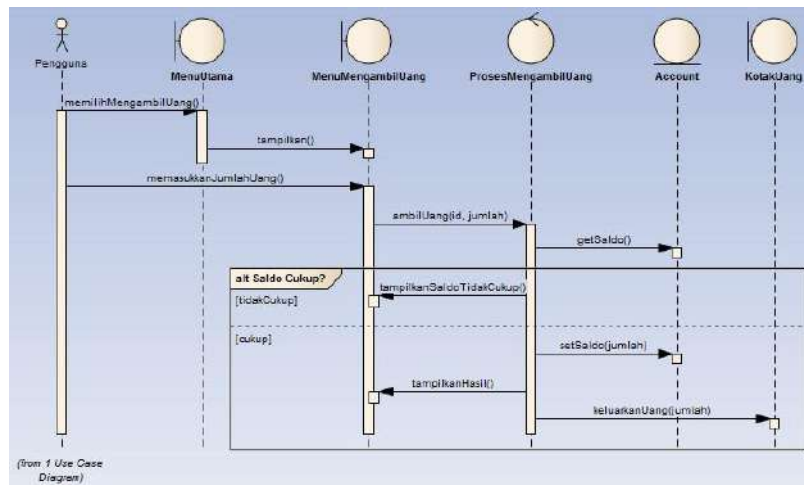 Pengguna
MenuUtama
MenuMengambilUang
ProsesMengambilUang
Account
KotakUang
memilihMengambilUang()
tampilkan()
memasukkanJumlahUang()
ambilUang(id, jumlah)
getSaldo()
alt Saldo Cukup?
tampilkanSaldoTidakCukup()
[tidakCukup]
[cukup]
setSaldo(jumlah)
tampilkanHasil()
keluarkanUang(jumlah)
(from 1 Use Case
Diagram)